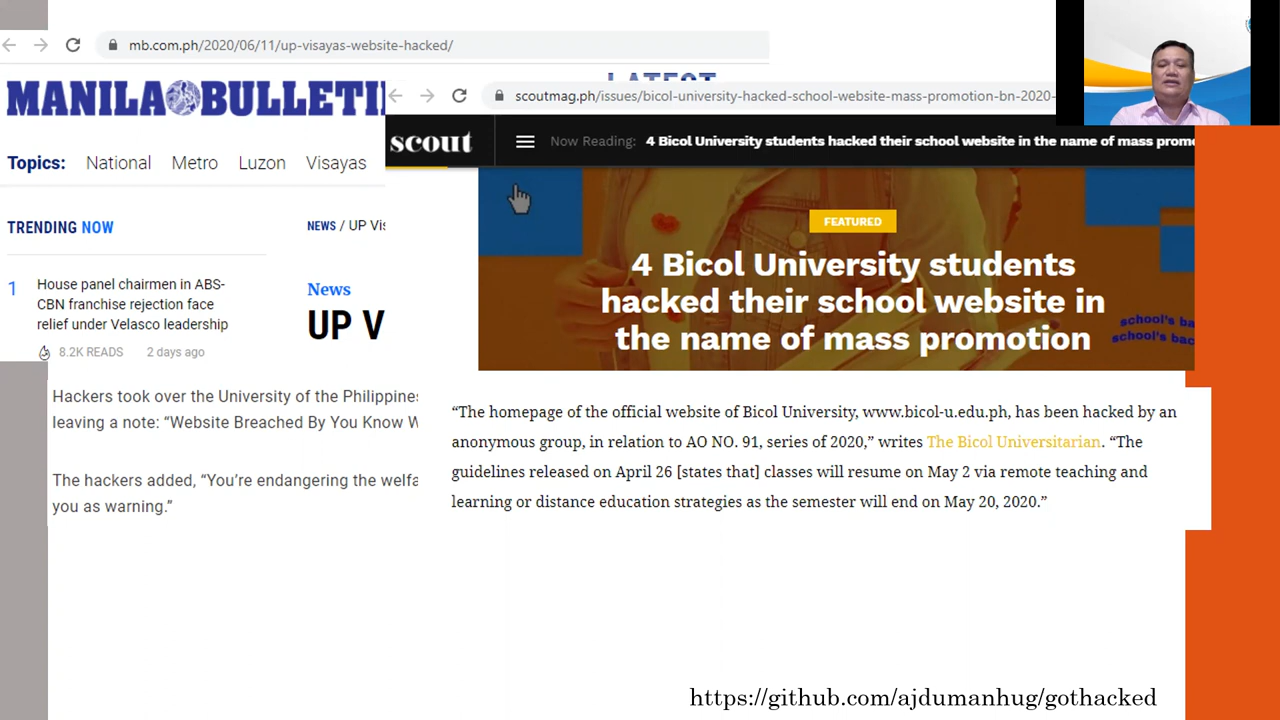 mb.com.ph/2020/06/11/up-visayas-website-hacked/
MANILA BULLETI
LATEST
Topics: National Metro Luzon Visayas
TRENDING NOW
1 House panel chairmen in ABS-
CBN franchise rejection face
relief under Velasco leadership
8.2K READS 2 days ago
NEWS / UP Vis
News
UP V
Hackers took over the University of the Philippines
leaving a note: “Website Breached By You Know W
The hackers added, “You’re endangering the welfa
you as warning.”
scoutmag.ph/issues/bicol-university-hacked-school-website-mass-promotion-bn-2020-
scout
Now Reading: 4 Bicol University students hacked their school website in the name of mass promo
FEATURED
4 Bicol University students
hacked their school website in
the name of mass promotion
school's ba
school's bac
“The homepage of the official website of Bicol University, www.bicol-u.edu.ph, has been hacked by an
anonymous group, in relation to AO NO. 91, series of 2020,” writes The Bicol Universitarian. “The
guidelines released on April 26 [states that] classes will resume on May 2 via remote teaching and
learning or distance education strategies as the semester will end on May 20, 2020.”
https://github.com/ajdumanhug/gothacked